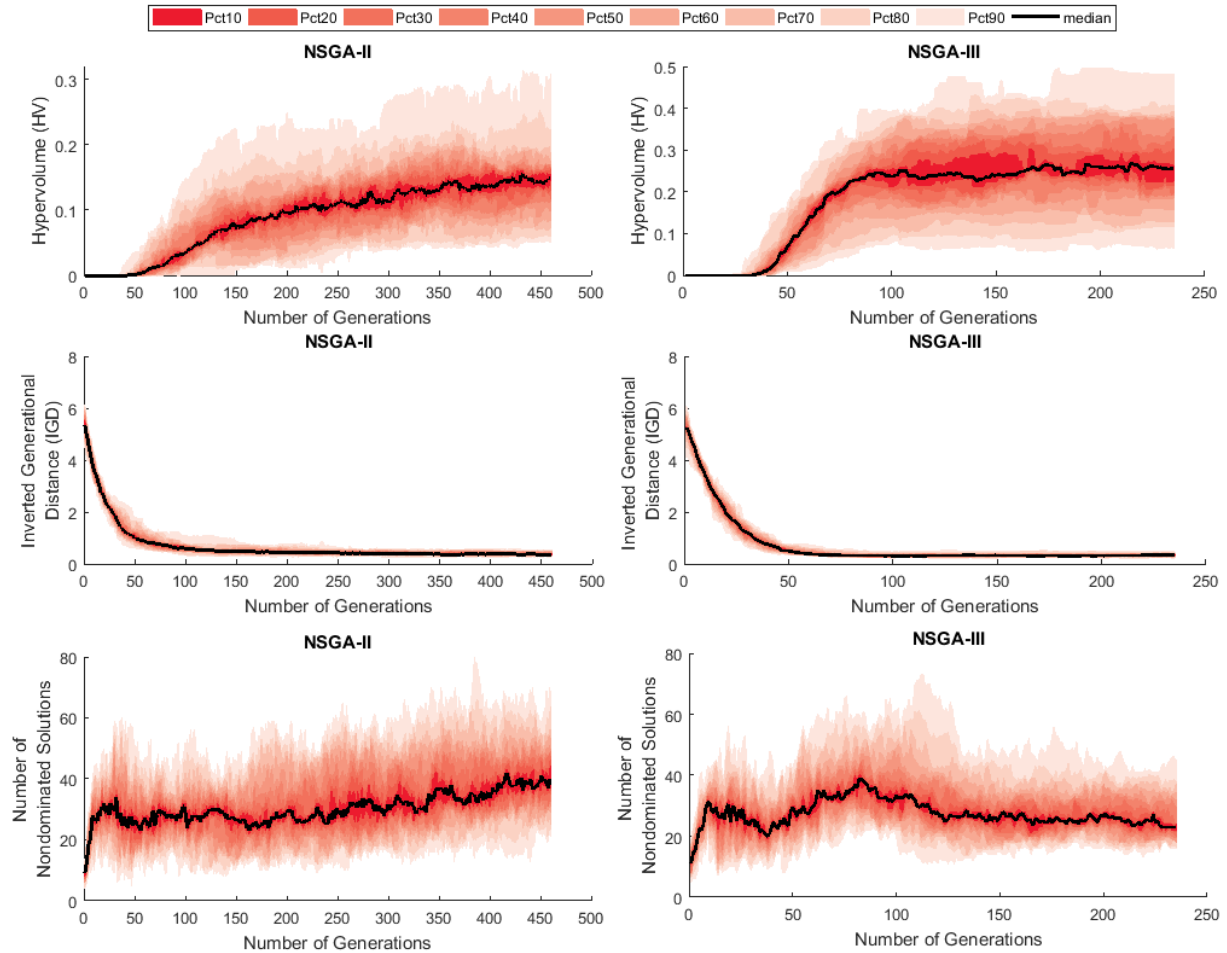 Pct10 Pct20 Pct30 Pct40 Pct50 Pct60 Pct70 Pct80 Pct90 median
NSGA-II
Hypervolume (HV)
0.3
0.2
0.1
0
0 50 100 150 200 250 300 350 400 450 500
Number of Generations
NSGA-III
Hypervolume (HV)
0.5
0.4
0.3
0.2
0.1
0
0 50 100 150 200 250
Number of Generations
NSGA-II
Inverted Generational
Distance (IGD)
8
6
4
2
0
0 50 100 150 200 250 300 350 400 450 500
Number of Generations
NSGA-III
Inverted Generational
Distance (IGD)
8
6
4
2
0
0 50 100 150 200 250
Number of Generations
NSGA-II
Number of
Nondominated Solutions
80
60
40
20
0
0 50 100 150 200 250 300 350 400 450 500
Number of Generations
NSGA-III
Number of
Nondominated Solutions
80
60
40
20
0
0 50 100 150 200 250
Number of Generations